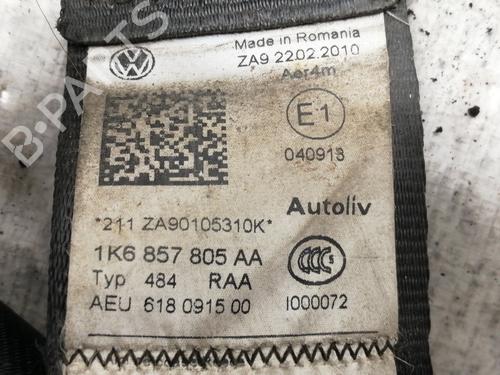 Made in Romania
ZA9 22.02.2010
Aer4m
E1
040913
*211 ZA90105310K*
Autoliv
1K6 857 805 AA
Typ 484 RAA
AEU 618 0915 00
CCC S
I000072
B-PARTS